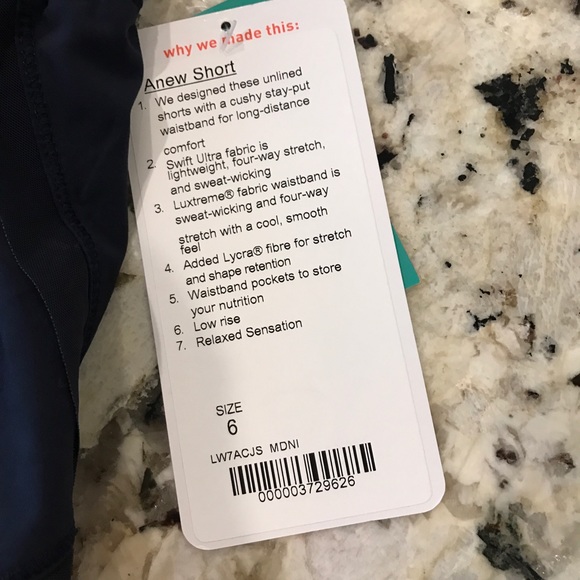 why we made this:
Anew Short
1. We designed these unlined
shorts with a cushy stay-put
waistband for long-distance
comfort
2. Swift Ultra fabric is
lightweight, four-way stretch,
and sweat-wicking
3. Luxtreme® fabric waistband is
sweat-wicking and four-way
stretch with a cool, smooth
feel
4. Added Lycra® fibre for stretch
and shape retention
5. Waistband pockets to store
your nutrition
6. Low rise
7. Relaxed Sensation
SIZE
6
LW7ACJS MDNI
000003729626